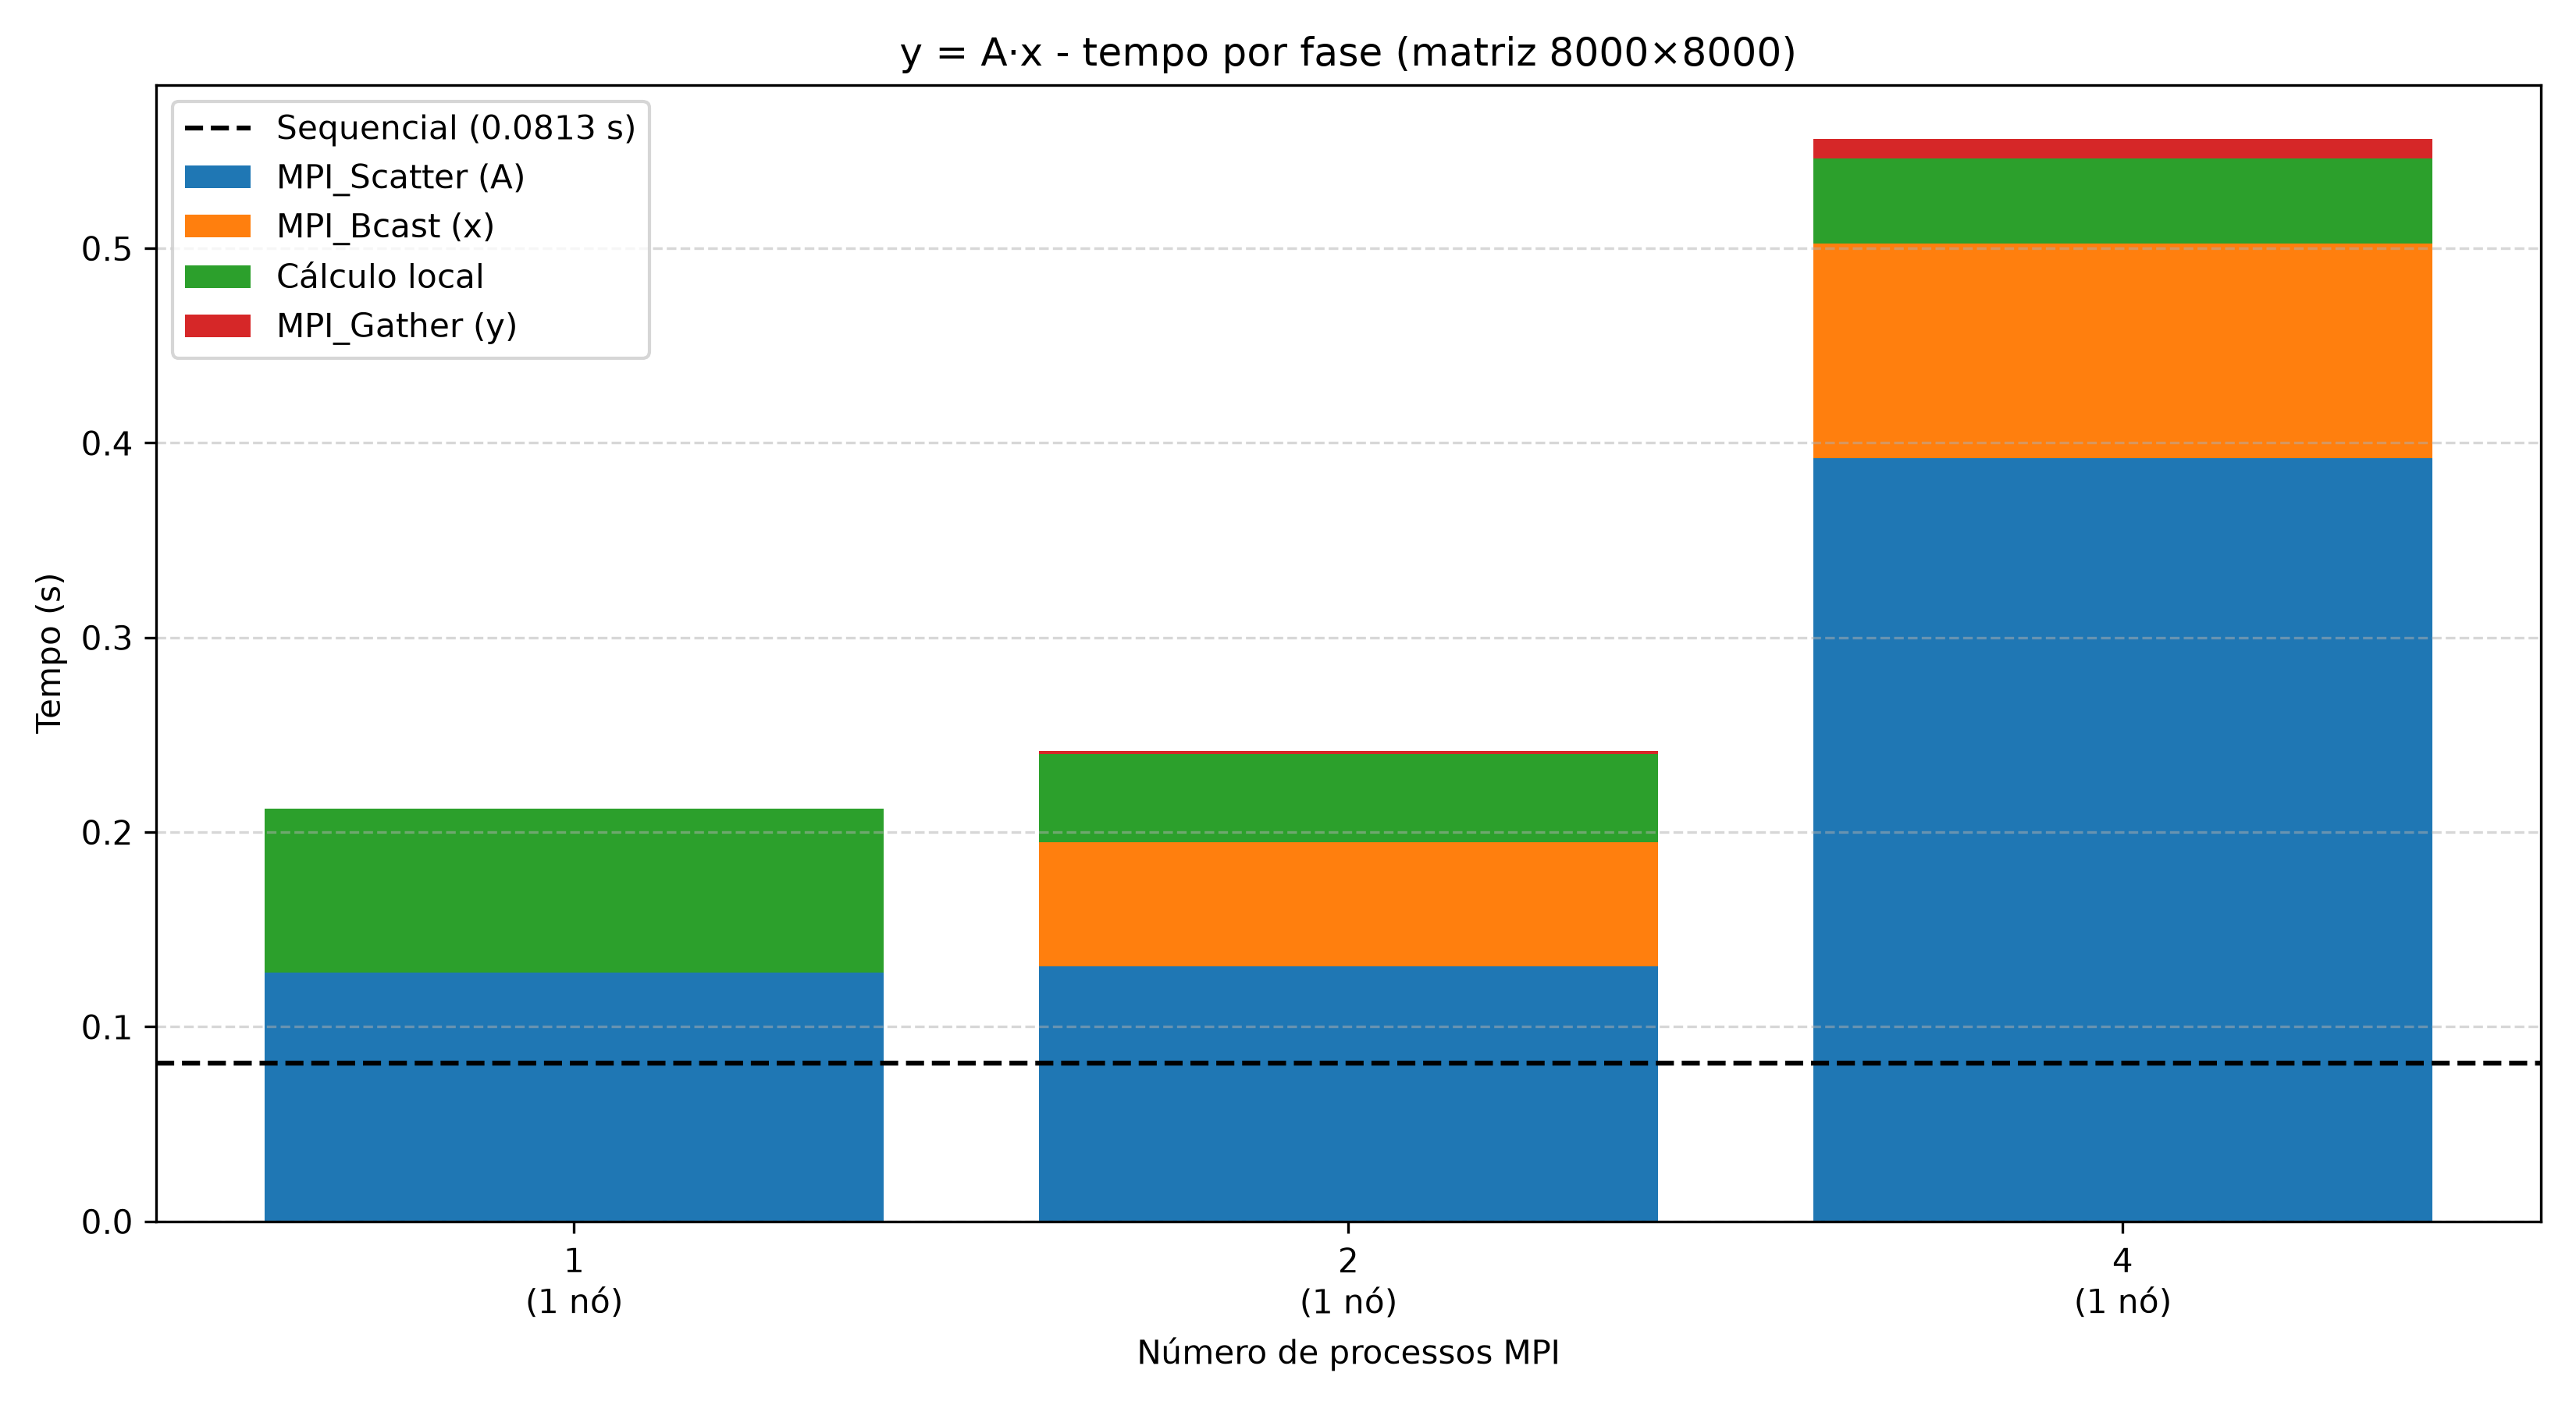 y = A·x - tempo por fase (matriz 8000×8000)
Sequencial (0.0813 s)
MPI_Scatter (A)
MPI_Bcast (x)
Cálculo local
MPI_Gather (y)
Tempo (s)
0.5
0.4
0.3
0.2
0.1
0.0
1
(1 nó)
2
(1 nó)
4
(1 nó)
Número de processos MPI